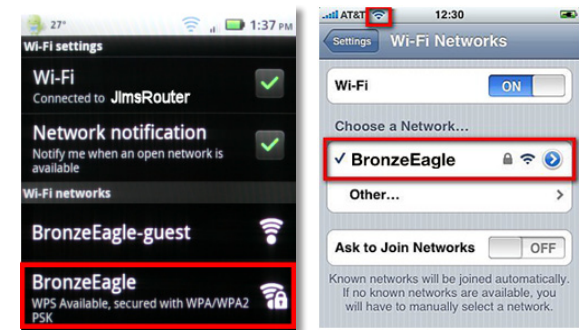 27°
1:37 PM
Wi-Fi settings
Wi-Fi
Connected to JimsRouter
Network notification
Notify me when an open network is
available
Wi-Fi networks
BronzeEagle-guest
BronzeEagle
WPS Available, secured with WPA/WPA2
PSK
AT&T 12:30
Settings Wi-Fi Networks
Wi-Fi ON
Choose a Network...
✓ BronzeEagle
Other...
Ask to Join Networks OFF
Known networks will be joined automatically.
If no known networks are available, you
will have to manually select a network.